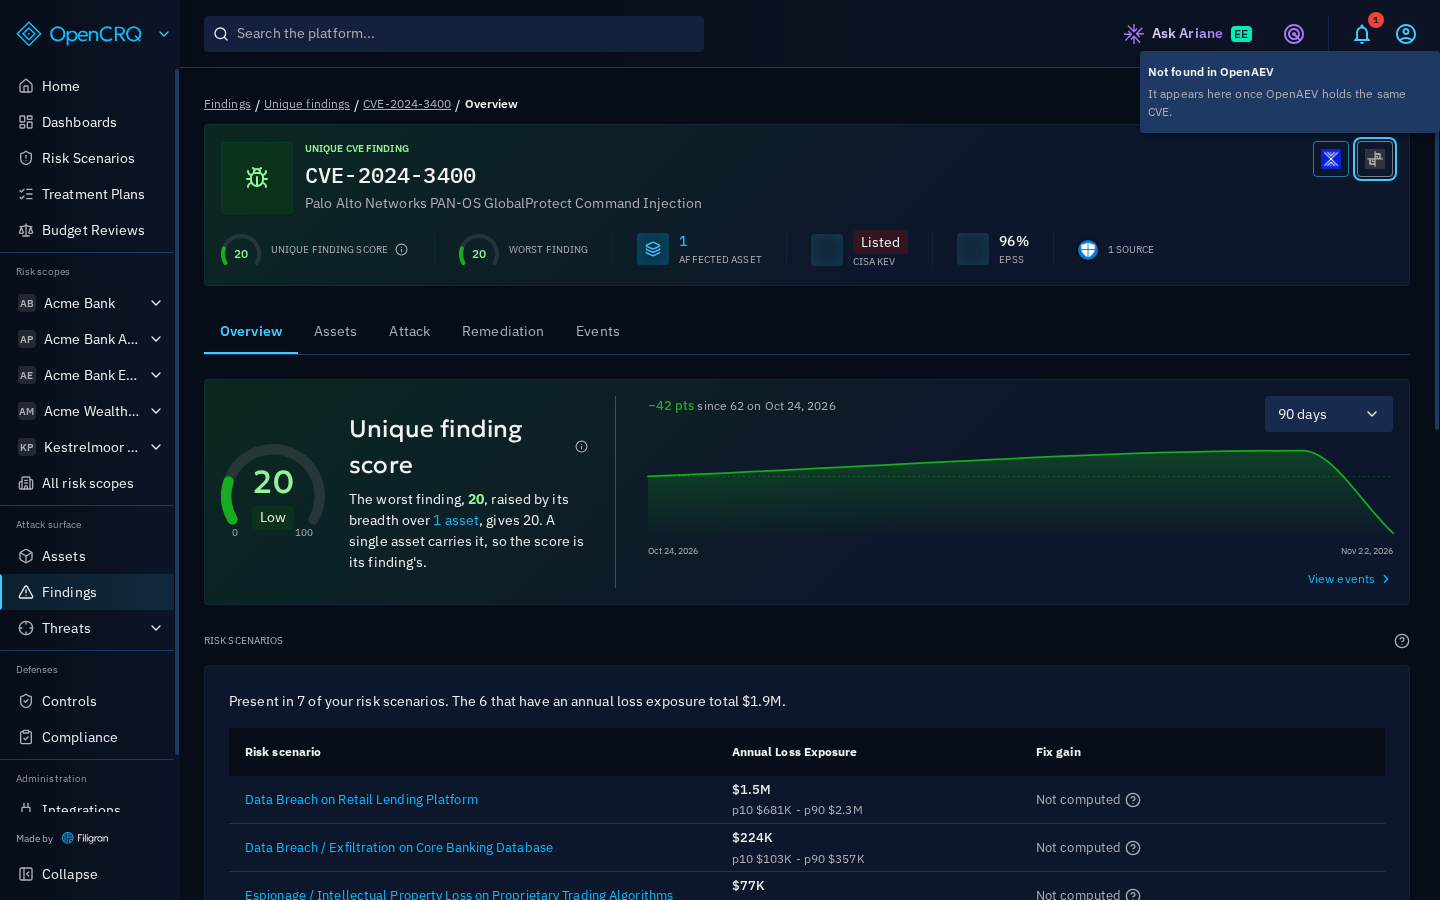 OpenCRQ
Search the platform...
Ask Ariane EE
1
Not found in OpenAEV
It appears here once OpenAEV holds the same
CVE.
Home
Dashboards
Risk Scenarios
Treatment Plans
Budget Reviews
Risk scopes
AB Acme Bank
AP Acme Bank A...
AE Acme Bank E...
AM Acme Wealth...
KP Kestrelmoor ...
All risk scopes
Attack surface
Assets
Findings
Threats
Defenses
Controls
Compliance
Administration
Integrations
Made by Filigran
Collapse
Findings / Unique findings / CVE-2024-3400 / Overview
UNIQUE CVE FINDING
CVE-2024-3400
Palo Alto Networks PAN-OS GlobalProtect Command Injection
20 UNIQUE FINDING SCORE
20 WORST FINDING
1
AFFECTED ASSET
Listed
CISA KEV
96%
EPSS
1 SOURCE
Overview
Assets
Attack
Remediation
Events
20
Low
0 100
Unique finding
score
The worst finding, 20, raised by its
breadth over 1 asset, gives 20. A
single asset carries it, so the score is
its finding's.
−42 pts since 62 on Oct 24, 2026
90 days
Oct 24, 2026
Nov 22, 2026
View events
RISK SCENARIOS
Present in 7 of your risk scenarios. The 6 that have an annual loss exposure total $1.9M.
Risk scenario Annual Loss Exposure Fix gain
Data Breach on Retail Lending Platform
$1.5M
p10 $681K - p90 $2.3M
Not computed
Data Breach / Exfiltration on Core Banking Database
$224K
p10 $103K - p90 $357K
Not computed
Espionage / Intellectual Property Loss on Proprietary Trading Algorithms
$77K
Not computed